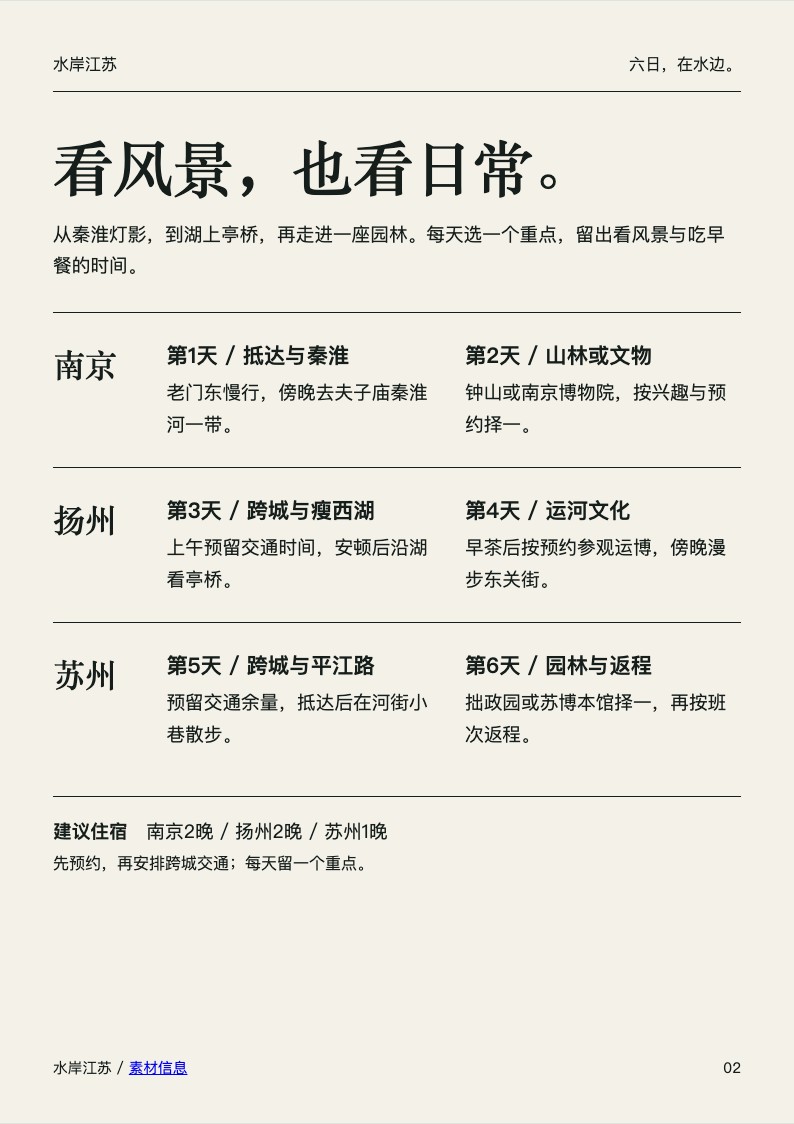 水岸江苏
六日，在水边。
看风景，也看日常。
从秦淮灯影，到湖上亭桥，再走进一座园林。每天选一个重点，留出看风景与吃早
餐的时间。
南京
第1天 / 抵达与秦淮
老门东慢行，傍晚去夫子庙秦淮
河一带。
第2天 / 山林或文物
钟山或南京博物院，按兴趣与预
约择一。
扬州
第3天 / 跨城与瘦西湖
上午预留交通时间，安顿后沿湖
看亭桥。
第4天 / 运河文化
早茶后按预约参观运博，傍晚漫
步东关街。
苏州
第5天 / 跨城与平江路
预留交通余量，抵达后在河街小
巷散步。
第6天 / 园林与返程
拙政园或苏博本馆择一，再按班
次返程。
建议住宿 南京2晚 / 扬州2晚 / 苏州1晚
先预约，再安排跨城交通；每天留一个重点。
水岸江苏 / 素材信息
02